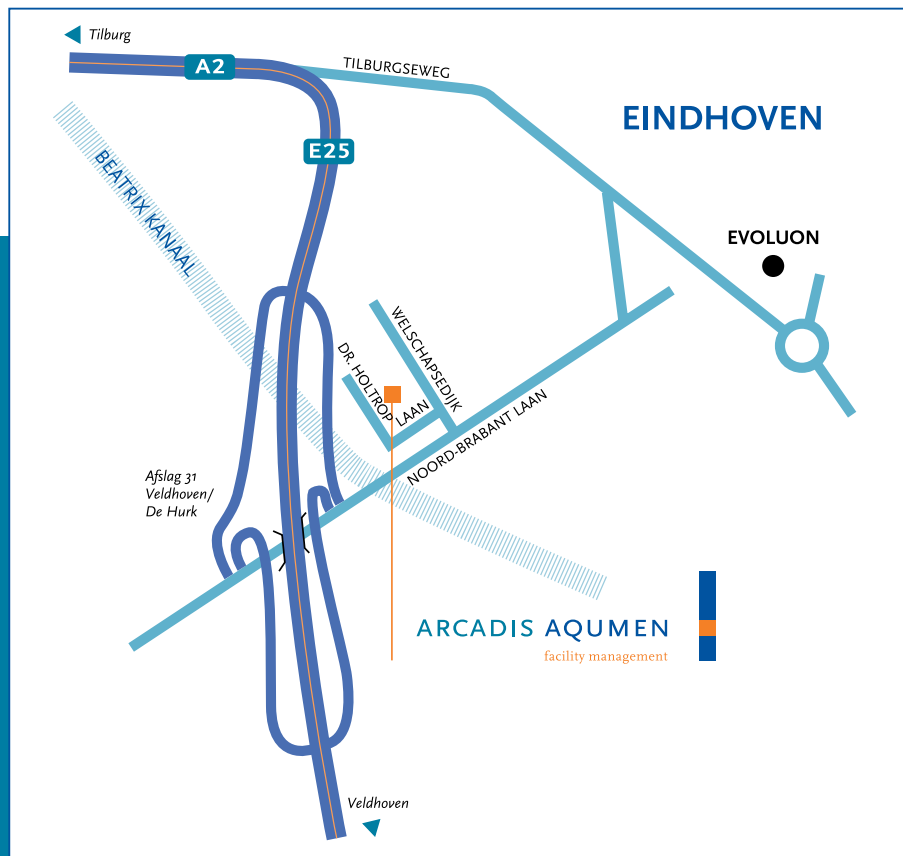 Tilburg
A2
TILBURGSEWEG
EINDHOVEN
E25
BEATRIX KANAAL
EVOLUON
WELSCHAPSEDIJK
DR. HOLTROP LAAN
NOORD-BRABANT LAAN
Afslag 31
Veldhoven/
De Hurk
ARCADIS AQUMEN
facility management
Veldhoven